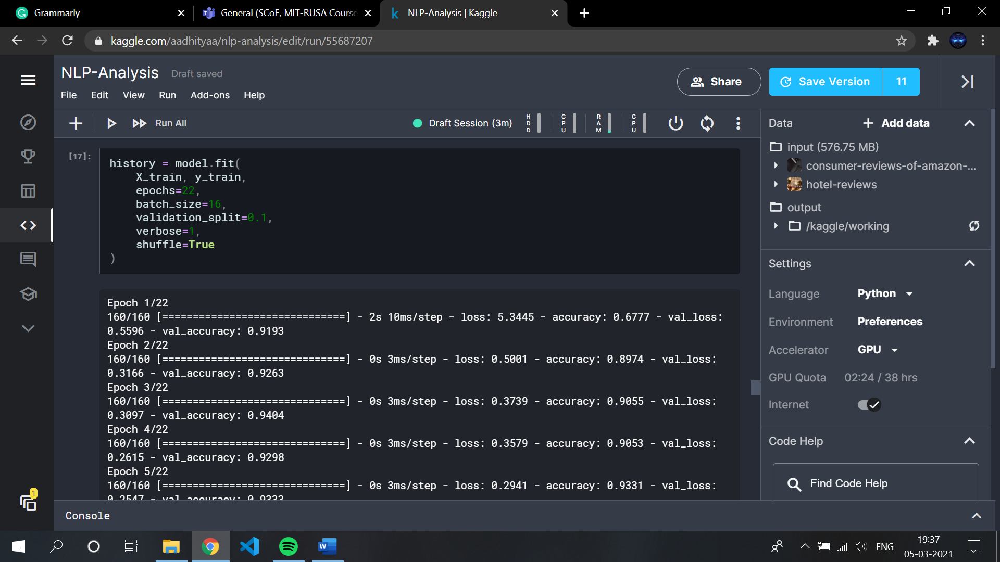 Grammarly
General (SCoE, MIT-RUSA Course
NLP-Analysis | Kaggle
kaggle.com/aadhityaa/nlp-analysis/edit/run/55687207
NLP-Analysis Draft saved
File Edit View Run Add-ons Help
Share
Save Version 11
Run All
Draft Session (3m)
HDD
CPU
RAM
GPU
[17]:
history = model.fit(
    X_train, y_train,
    epochs=22,
    batch_size=16,
    validation_split=0.1,
    verbose=1,
    shuffle=True
)
Epoch 1/22
160/160 [==============================] - 2s 10ms/step - loss: 5.3445 - accuracy: 0.6777 - val_loss:
0.5596 - val_accuracy: 0.9193
Epoch 2/22
160/160 [==============================] - 0s 3ms/step - loss: 0.5001 - accuracy: 0.8974 - val_loss:
0.3166 - val_accuracy: 0.9263
Epoch 3/22
160/160 [==============================] - 0s 3ms/step - loss: 0.3739 - accuracy: 0.9055 - val_loss:
0.3097 - val_accuracy: 0.9404
Epoch 4/22
160/160 [==============================] - 0s 3ms/step - loss: 0.3579 - accuracy: 0.9053 - val_loss:
0.2615 - val_accuracy: 0.9298
Epoch 5/22
160/160 [==============================] - 0s 3ms/step - loss: 0.2941 - accuracy: 0.9331 - val_loss:
0.2547 - val_accuracy: 0.9333
Data
+ Add data
input (576.75 MB)
consumer-reviews-of-amazon-...
hotel-reviews
output
/kaggle/working
Settings
Language Python
Environment Preferences
Accelerator GPU
GPU Quota 02:24 / 38 hrs
Internet
Code Help
Find Code Help
1
Console
ENG
19:37
05-03-2021